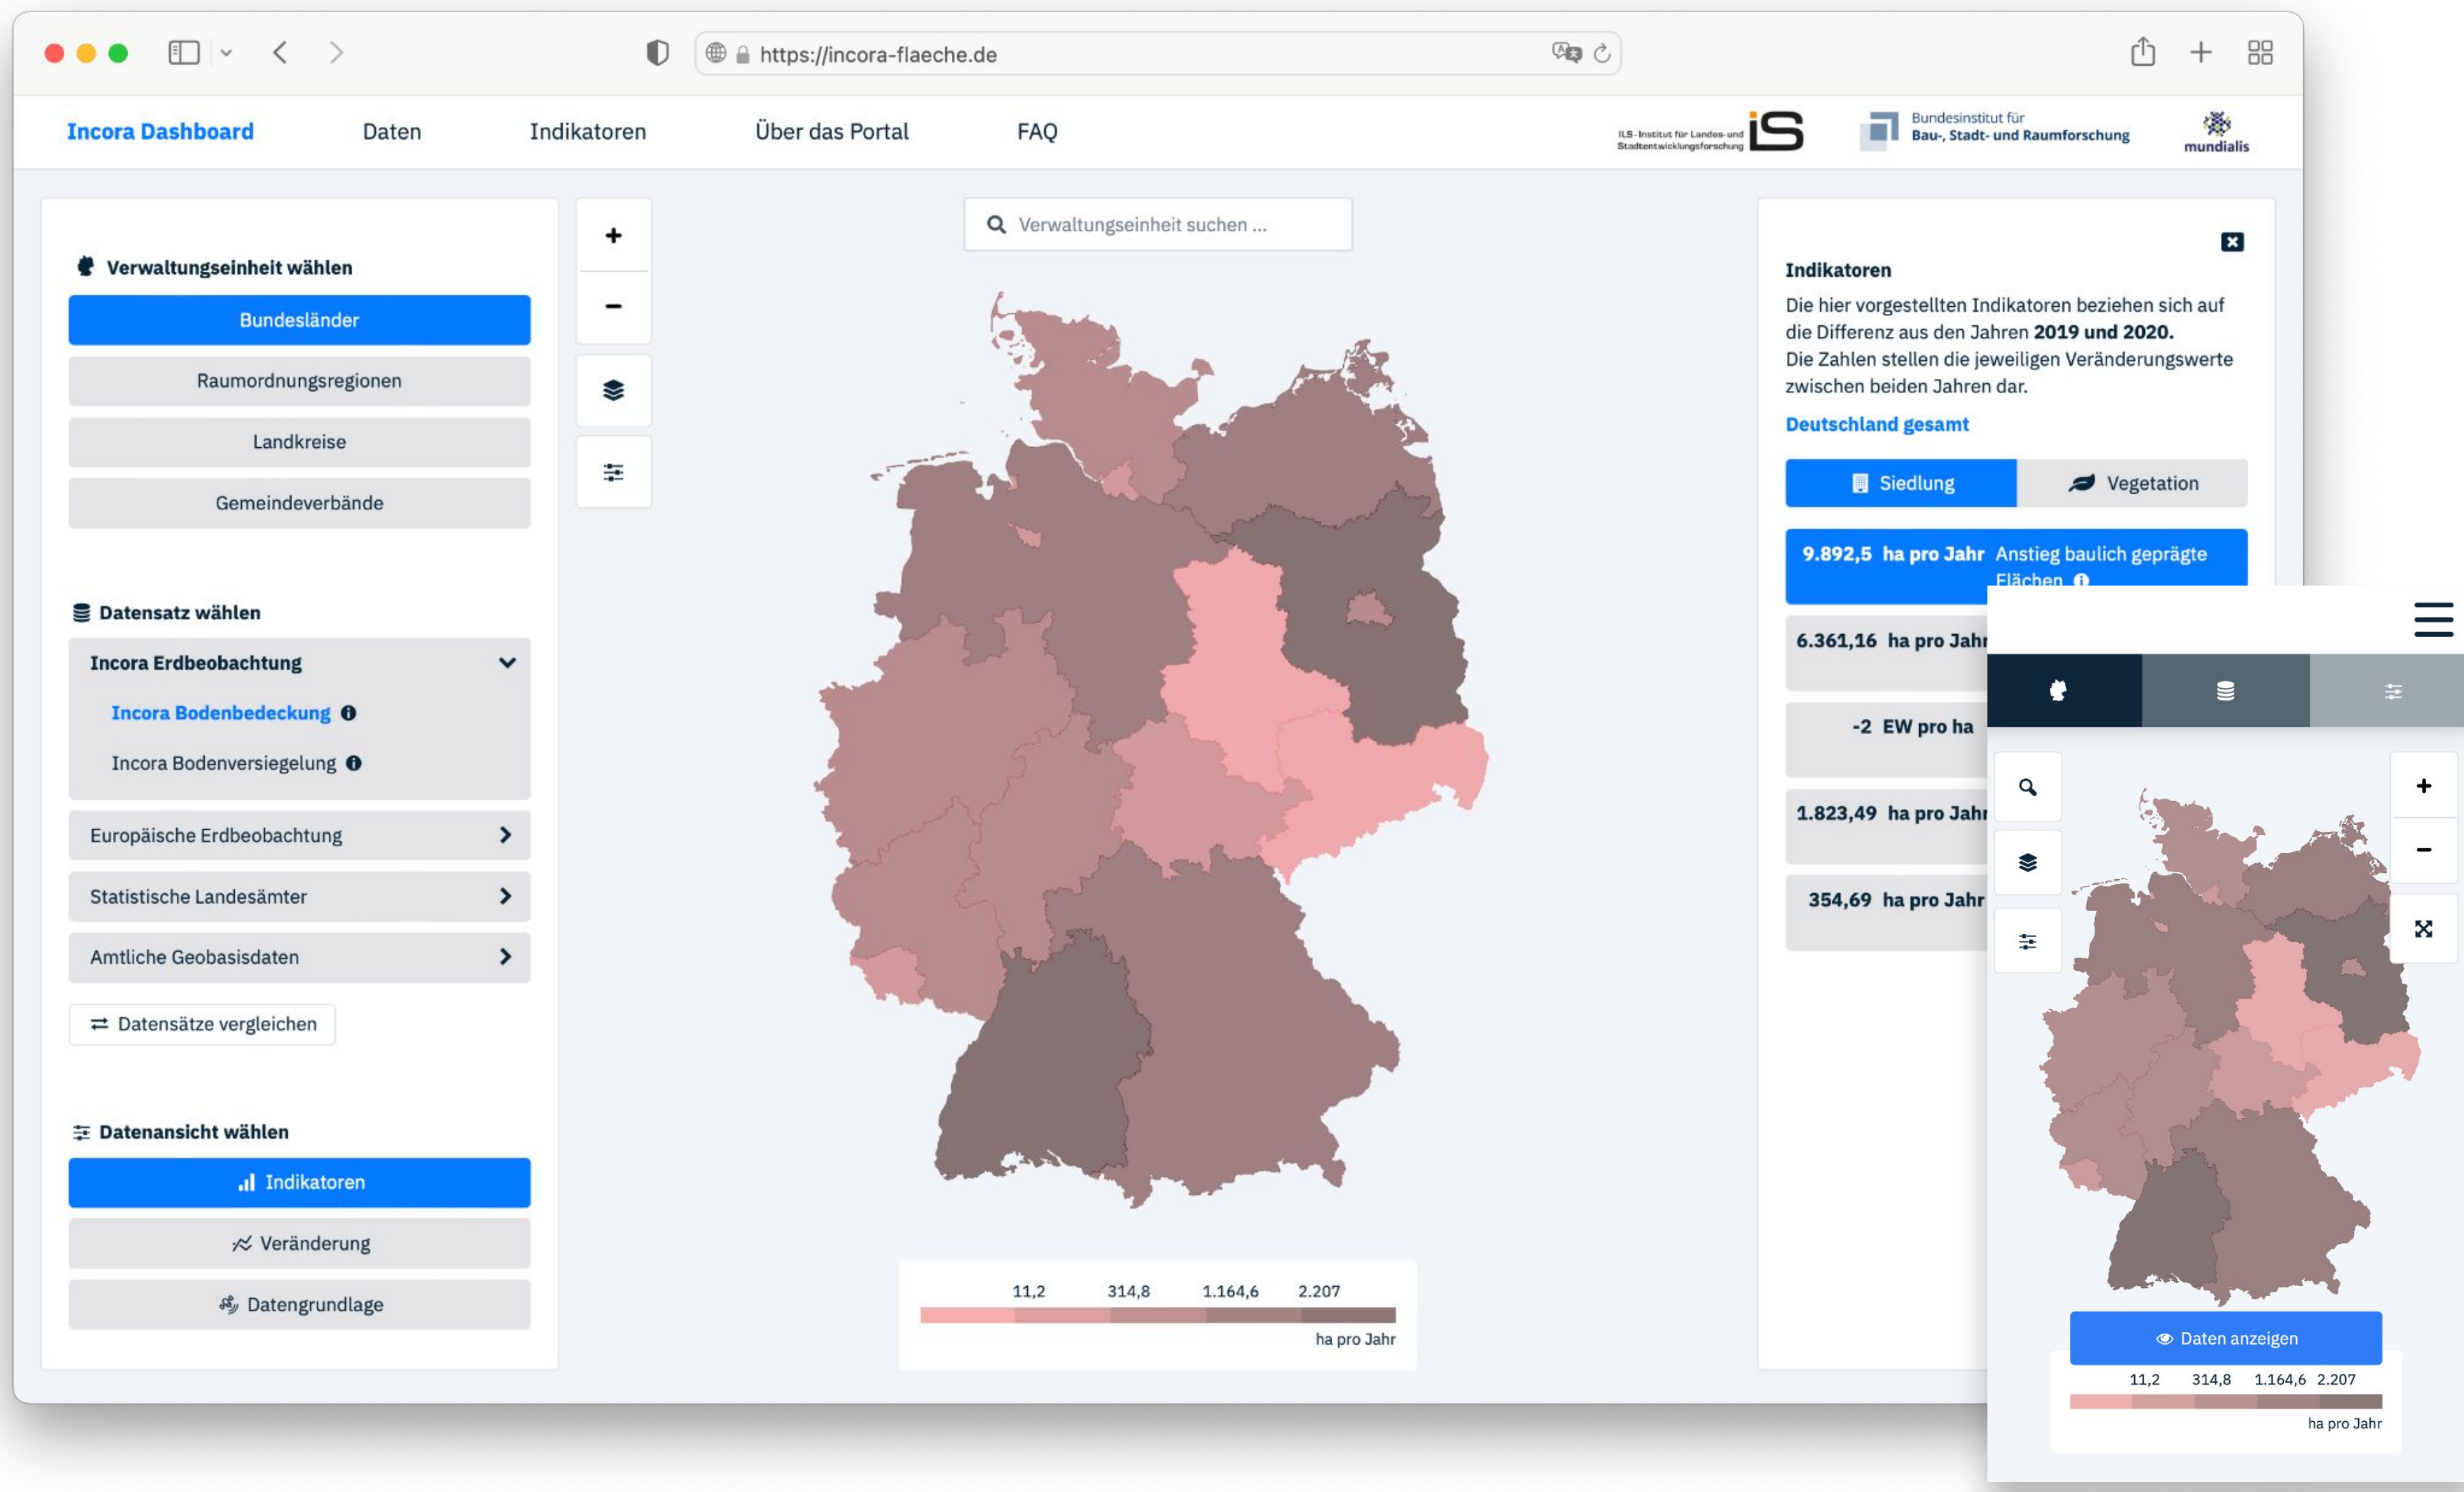 https://incora-flaeche.de
Incora Dashboard
Daten
Indikatoren
Über das Portal
FAQ
ILS-Institut für Landes- und
Stadtentwicklungsforschung
iS
Bundesinstitut für
Bau-, Stadt- und Raumforschung
mundialis
Verwaltungseinheit wählen
Bundesländer
Raumordnungsregionen
Landkreise
Gemeindeverbände
Datensatz wählen
Incora Erdbeobachtung
Incora Bodenbedeckung
Incora Bodenversiegelung
Europäische Erdbeobachtung
Statistische Landesämter
Amtliche Geobasisdaten
Datensätze vergleichen
Datenansicht wählen
Indikatoren
Veränderung
Datengrundlage
Verwaltungseinheit suchen ...
11,2 314,8 1.164,6 2.207
ha pro Jahr
Indikatoren
Die hier vorgestellten Indikatoren beziehen sich auf
die Differenz aus den Jahren 2019 und 2020.
Die Zahlen stellen die jeweiligen Veränderungswerte
zwischen beiden Jahren dar.
Deutschland gesamt
Siedlung
Vegetation
9.892,5 ha pro Jahr Anstieg baulich geprägte
Flächen
6.361,16 ha pro Jahr
-2 EW pro ha
1.823,49 ha pro Jahr
354,69 ha pro Jahr
Daten anzeigen
11,2 314,8 1.164,6 2.207
ha pro Jahr